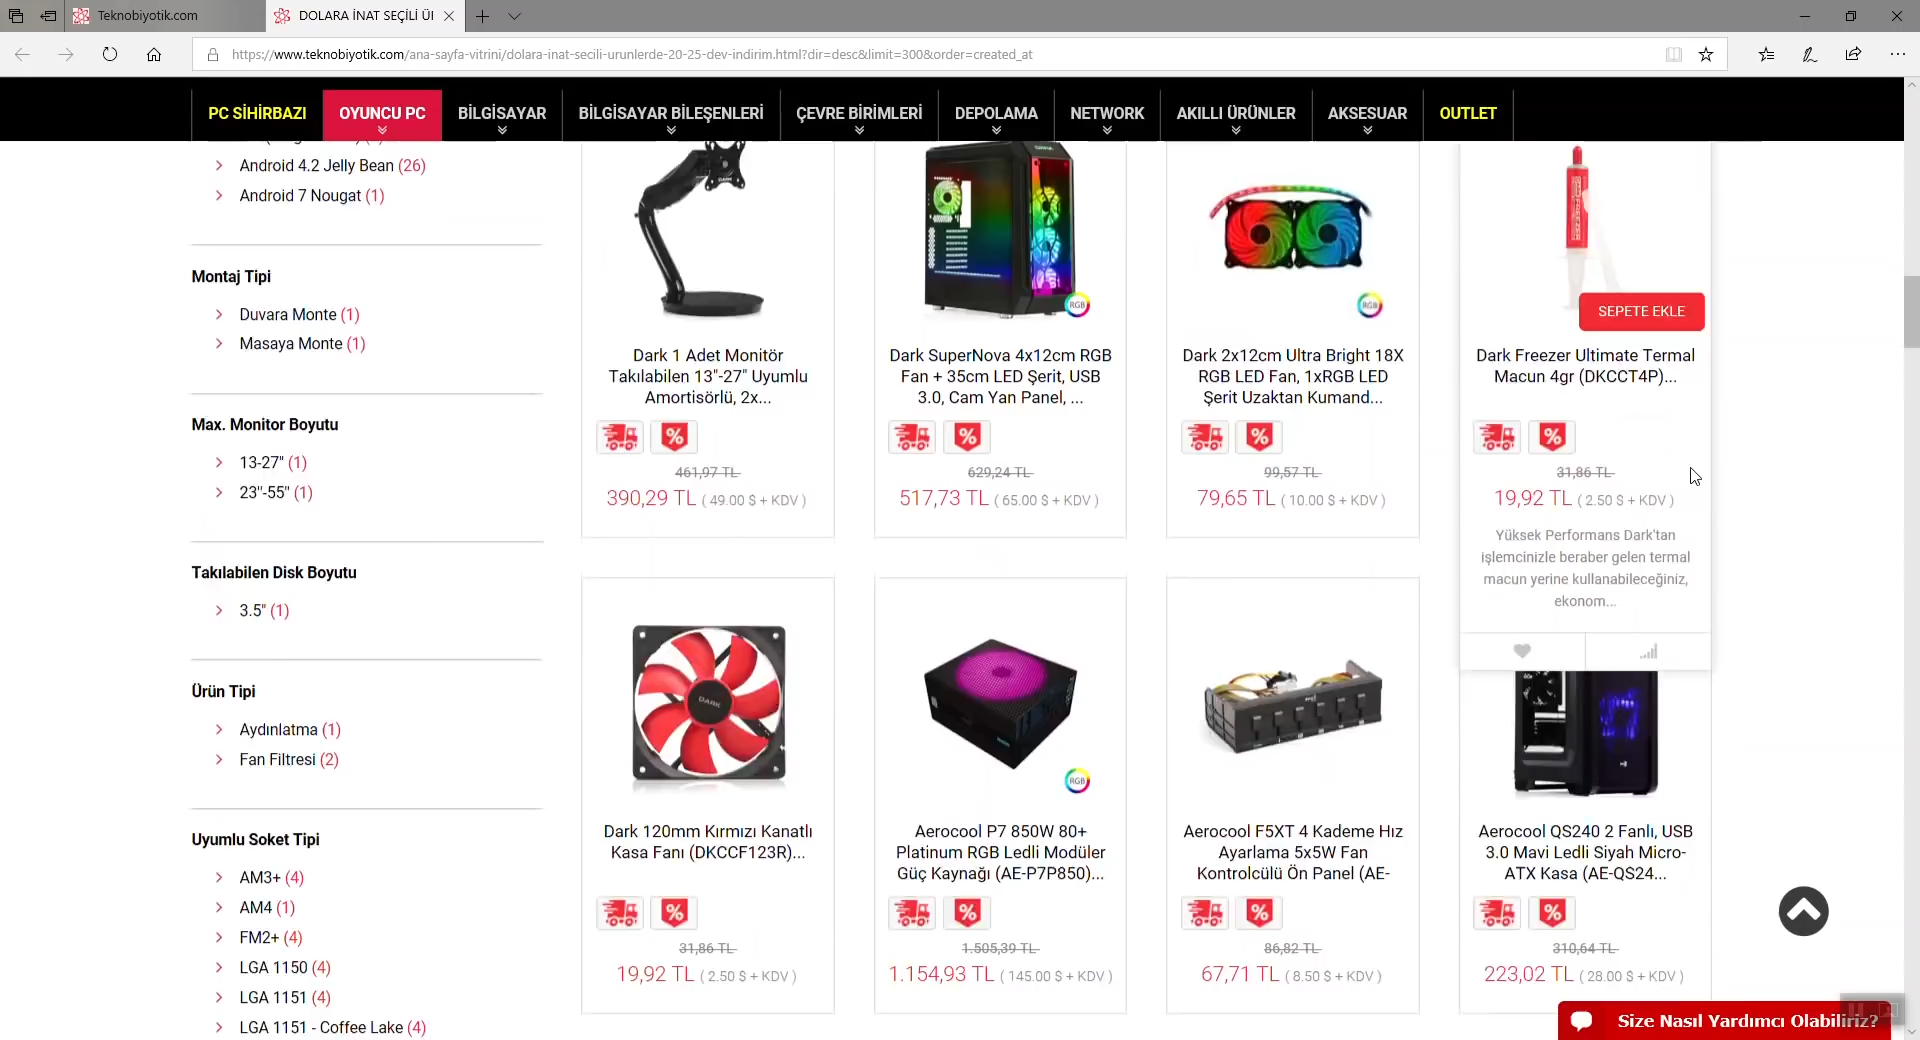 Teknobiyotik.com
DOLARA İNAT SEÇİLİ ÜI
https://www.teknobiyotik.com/ana-sayfa-vitrini/dolara-inat-secili-urunlerde-20-25-dev-indirim.html?dir=desc&limit=300&order=created_at
PC SİHİRBAZI
OYUNCU PC
BİLGİSAYAR
BİLGİSAYAR BİLEŞENLERİ
ÇEVRE BİRİMLERİ
DEPOLAMA
NETWORK
AKILLI ÜRÜNLER
AKSESUAR
OUTLET
Android 4.2 Jelly Bean (26)
Android 7 Nougat (1)
Montaj Tipi
Duvara Monte (1)
Masaya Monte (1)
Max. Monitor Boyutu
13-27" (1)
23"-55" (1)
Takılabilen Disk Boyutu
3.5" (1)
Ürün Tipi
Aydınlatma (1)
Fan Filtresi (2)
Uyumlu Soket Tipi
AM3+ (4)
AM4 (1)
FM2+ (4)
LGA 1150 (4)
LGA 1151 (4)
LGA 1151 - Coffee Lake (4)
Dark 1 Adet Monitör
Takılabilen 13"-27" Uyumlu
Amortisörlü, 2x...
%
461,97 TL
390,29 TL ( 49.00 $ + KDV )
RGB
Dark SuperNova 4x12cm RGB
Fan + 35cm LED Şerit, USB
3.0, Cam Yan Panel, ...
%
629,24 TL
517,73 TL ( 65.00 $ + KDV )
RGB
Dark 2x12cm Ultra Bright 18X
RGB LED Fan, 1xRGB LED
Şerit Uzaktan Kumand...
%
99,57 TL
79,65 TL ( 10.00 $ + KDV )
SEPETE EKLE
Dark Freezer Ultimate Termal
Macun 4gr (DKCCT4P)...
%
31,86 TL
19,92 TL ( 2.50 $ + KDV )
Yüksek Performans Dark'tan
işlemcinizle beraber gelen termal
macun yerine kullanabileceğiniz,
ekonom...
DARK
Dark 120mm Kırmızı Kanatlı
Kasa Fanı (DKCCF123R)...
%
31,86 TL
19,92 TL ( 2.50 $ + KDV )
RGB
Aerocool P7 850W 80+
Platinum RGB Ledli Modüler
Güç Kaynağı (AE-P7P850)...
%
1.505,39 TL
1.154,93 TL ( 145.00 $ + KDV )
Aerocool F5XT 4 Kademe Hız
Ayarlama 5x5W Fan
Kontrolcülü Ön Panel (AE-
%
86,82 TL
67,71 TL ( 8.50 $ + KDV )
Aerocool QS240 2 Fanlı, USB
3.0 Mavi Ledli Siyah Micro-
ATX Kasa (AE-QS24...
%
310,64 TL
223,02 TL ( 28.00 $ + KDV )
Size Nasıl Yardımcı Olabiliriz?